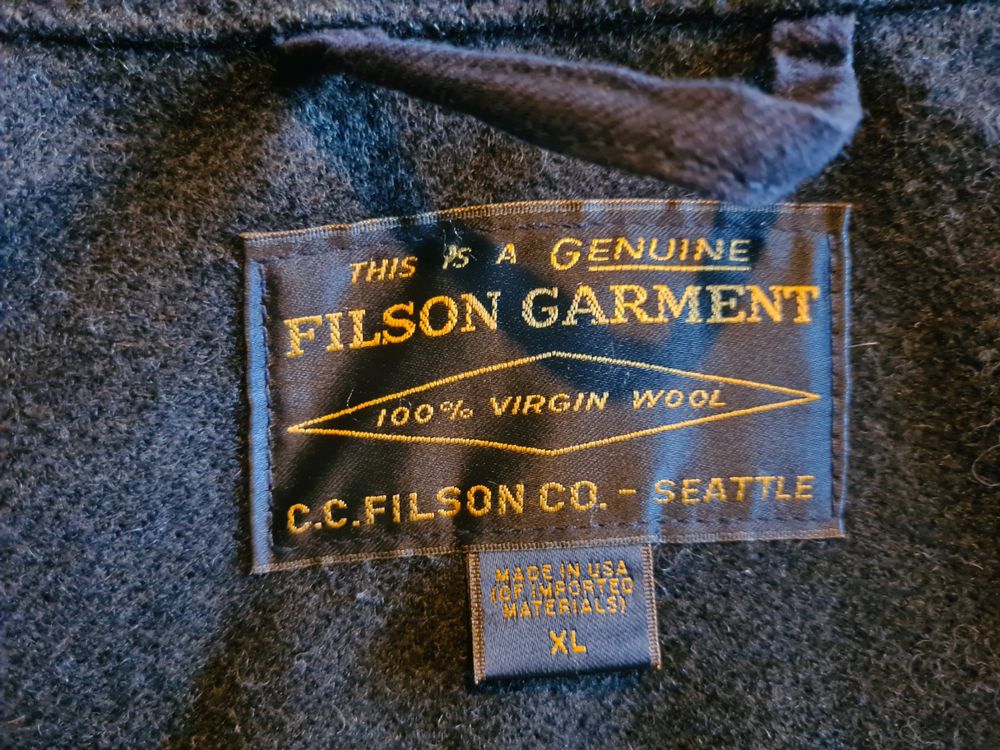 THIS IS A GENUINE
FILSON GARMENT
100% VIRGIN WOOL
C.C.FILSON CO. - SEATTLE
MADE IN USA
(OF IMPORTED
MATERIALS)
XL